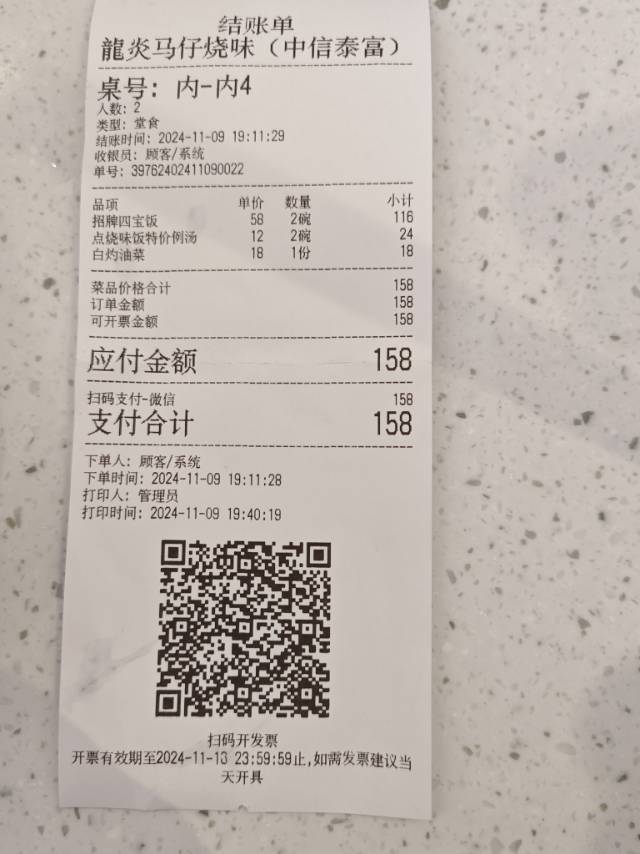 结账单
龍炎马仔烧味（中信泰富）
桌号: 内-内4
人数: 2
类型: 堂食
结账时间: 2024-11-09 19:11:29
收银员: 顾客/系统
单号: 39762402411090022
品项 单价 数量 小计
招牌四宝饭 58 2碗 116
点烧味饭特价例汤 12 2碗 24
白灼油菜 18 1份 18
菜品价格合计 158
订单金额 158
可开票金额 158
应付金额 158
扫码支付-微信 158
支付合计 158
下单人: 顾客/系统
下单时间: 2024-11-09 19:11:28
打印人: 管理员
打印时间: 2024-11-09 19:40:19
扫码开发票
开票有效期至2024-11-13 23:59:59止,如需发票建议当
天开具